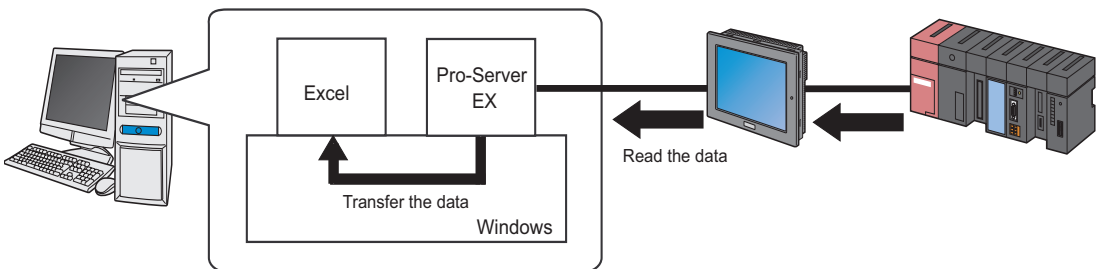 Excel
Pro-Server
EX
Read the data
Transfer the data
Windows